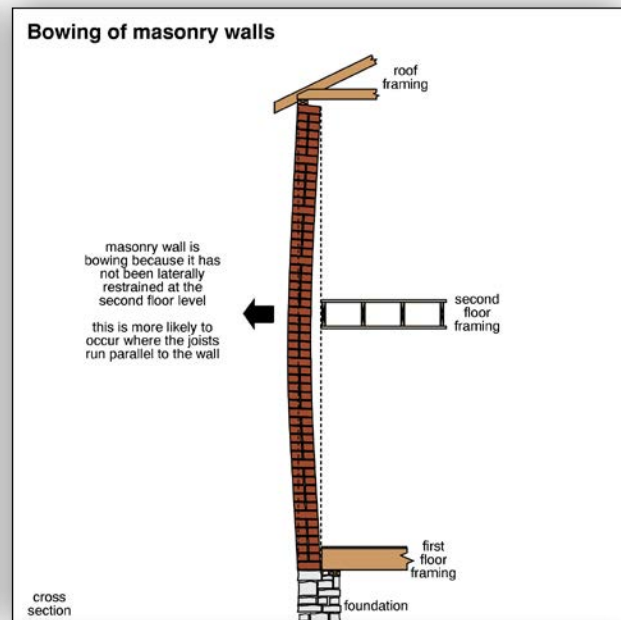 Bowing of masonry walls
roof
framing
masonry wall is
bowing because it has
not been laterally
restrained at the
second floor level
this is more likely to
occur where the joists
run parallel to the wall
second
floor
framing
first
floor
framing
cross
section
foundation